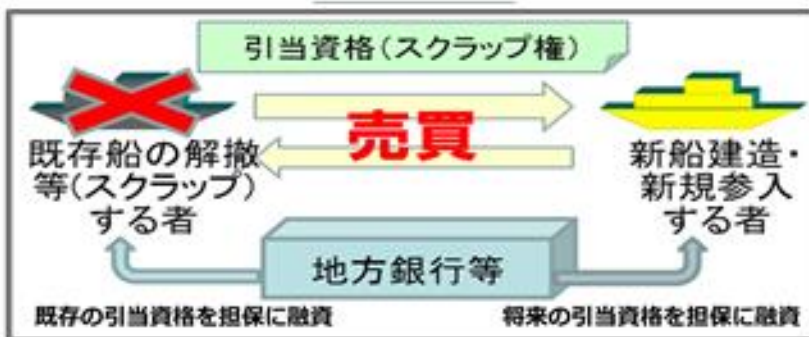 引当資格(スクラップ権)
売買
既存船の解撤
等(スクラップ)
する者
新船建造・
新規参入
する者
地方銀行等
既存の引当資格を担保に融資
将来の引当資格を担保に融資